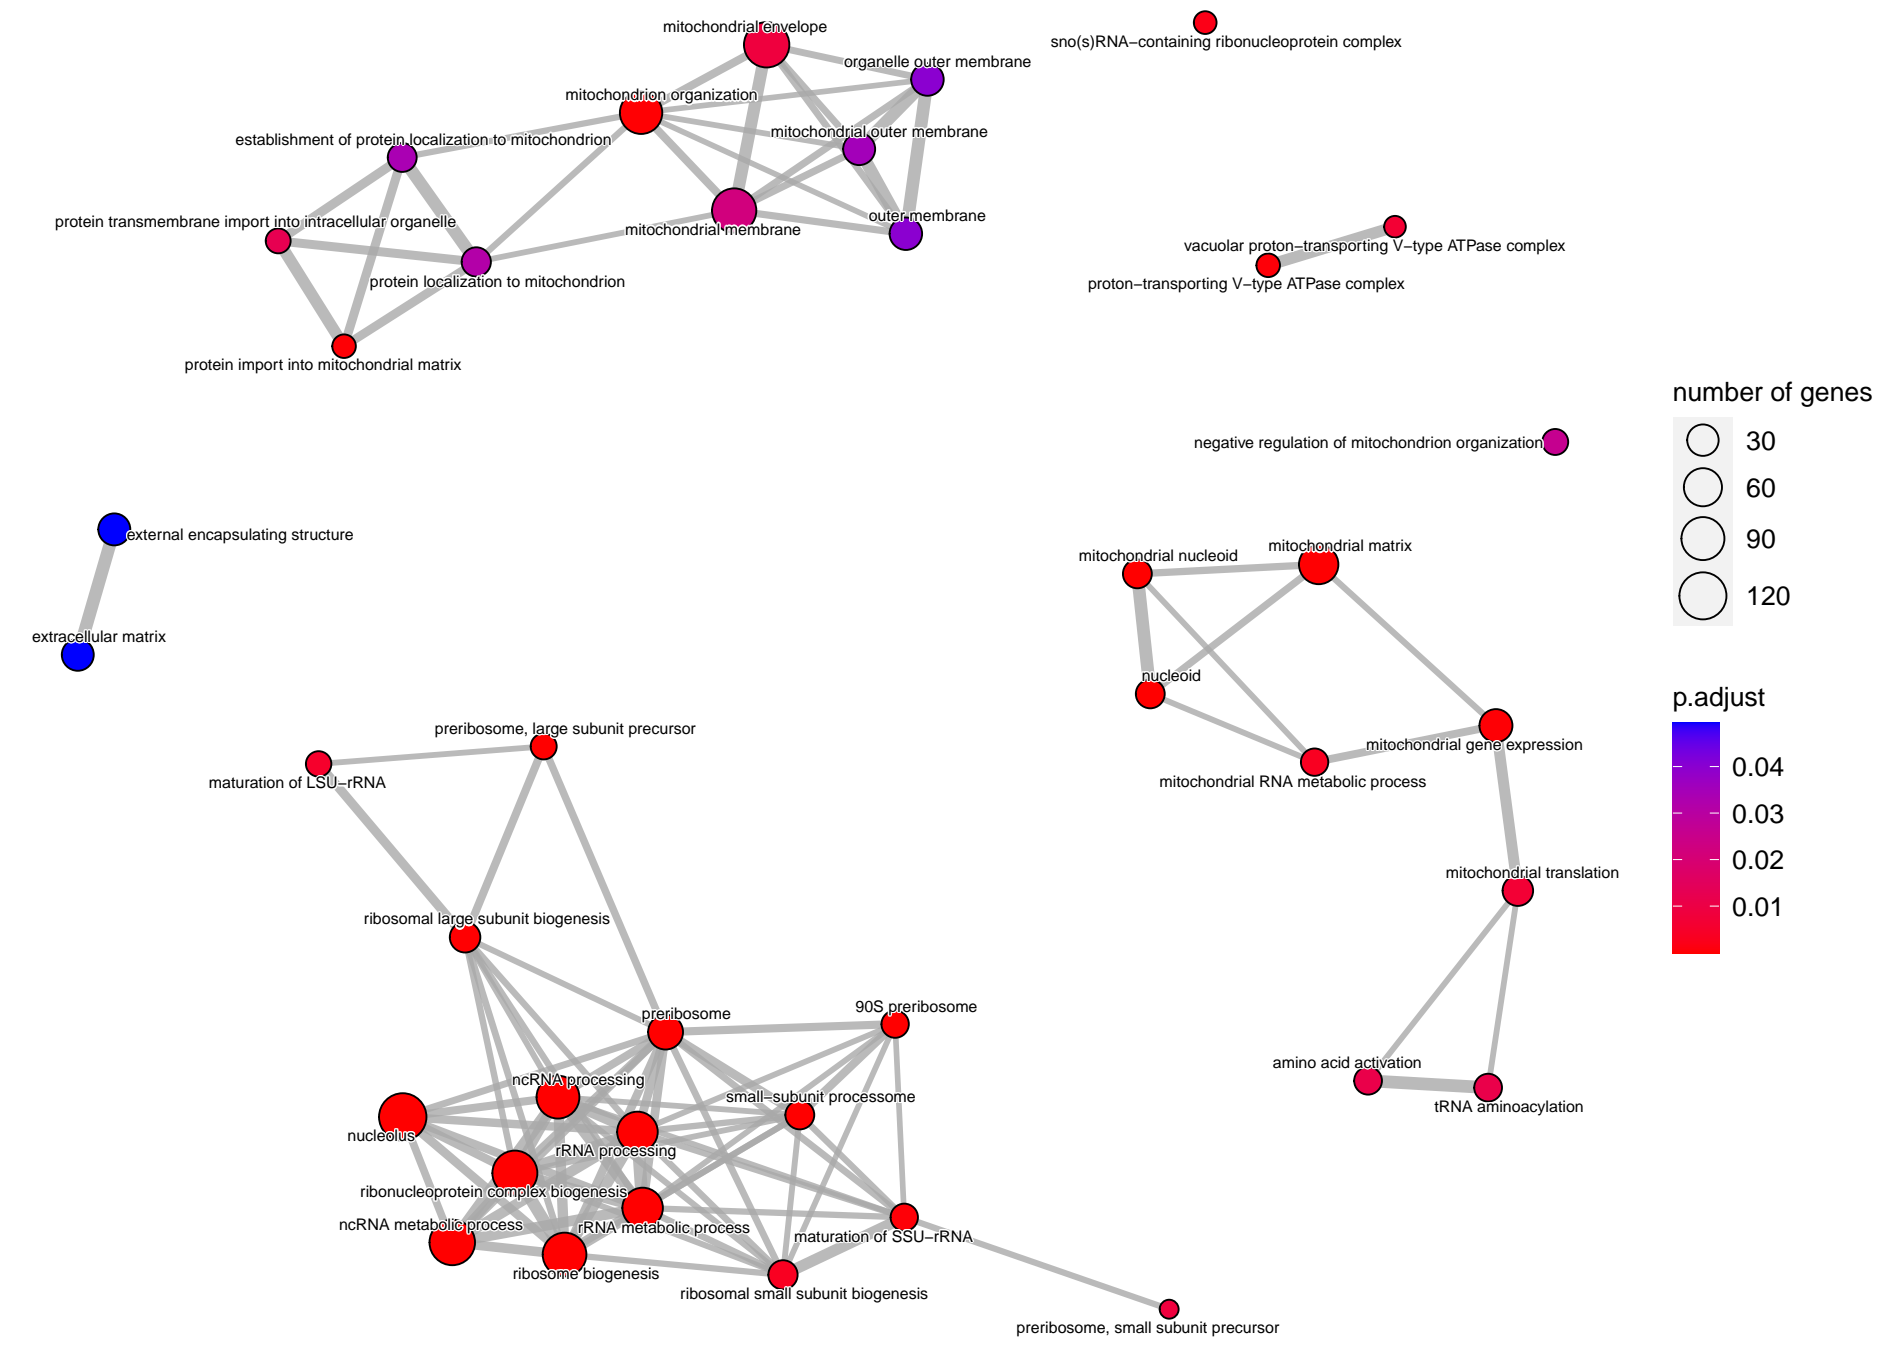 mitochondrial envelope
sno(s)RNA−containing ribonucleoprotein complex
organelle outer membrane
mitochondrion organization
mitochondrial outer membrane
establishment of protein localization to mitochondrion
outer membrane
protein transmembrane import into intracellular organelle
mitochondrial membrane
vacuolar proton−transporting V−type ATPase complex
protein localization to mitochondrion
proton−transporting V−type ATPase complex
protein import into mitochondrial matrix
number of genes
30
60
90
120
negative regulation of mitochondrion organization
external encapsulating structure
mitochondrial matrix
mitochondrial nucleoid
extracellular matrix
nucleoid
p.adjust
0.04
0.03
0.02
0.01
preribosome, large subunit precursor
mitochondrial gene expression
maturation of LSU−rRNA
mitochondrial RNA metabolic process
mitochondrial translation
ribosomal large subunit biogenesis
90S preribosome
preribosome
amino acid activation
ncRNA processing
small−subunit processome
tRNA aminoacylation
nucleolus
rRNA processing
ribonucleoprotein complex biogenesis
ncRNA metabolic process
rRNA metabolic process
maturation of SSU−rRNA
ribosome biogenesis
ribosomal small subunit biogenesis
preribosome, small subunit precursor